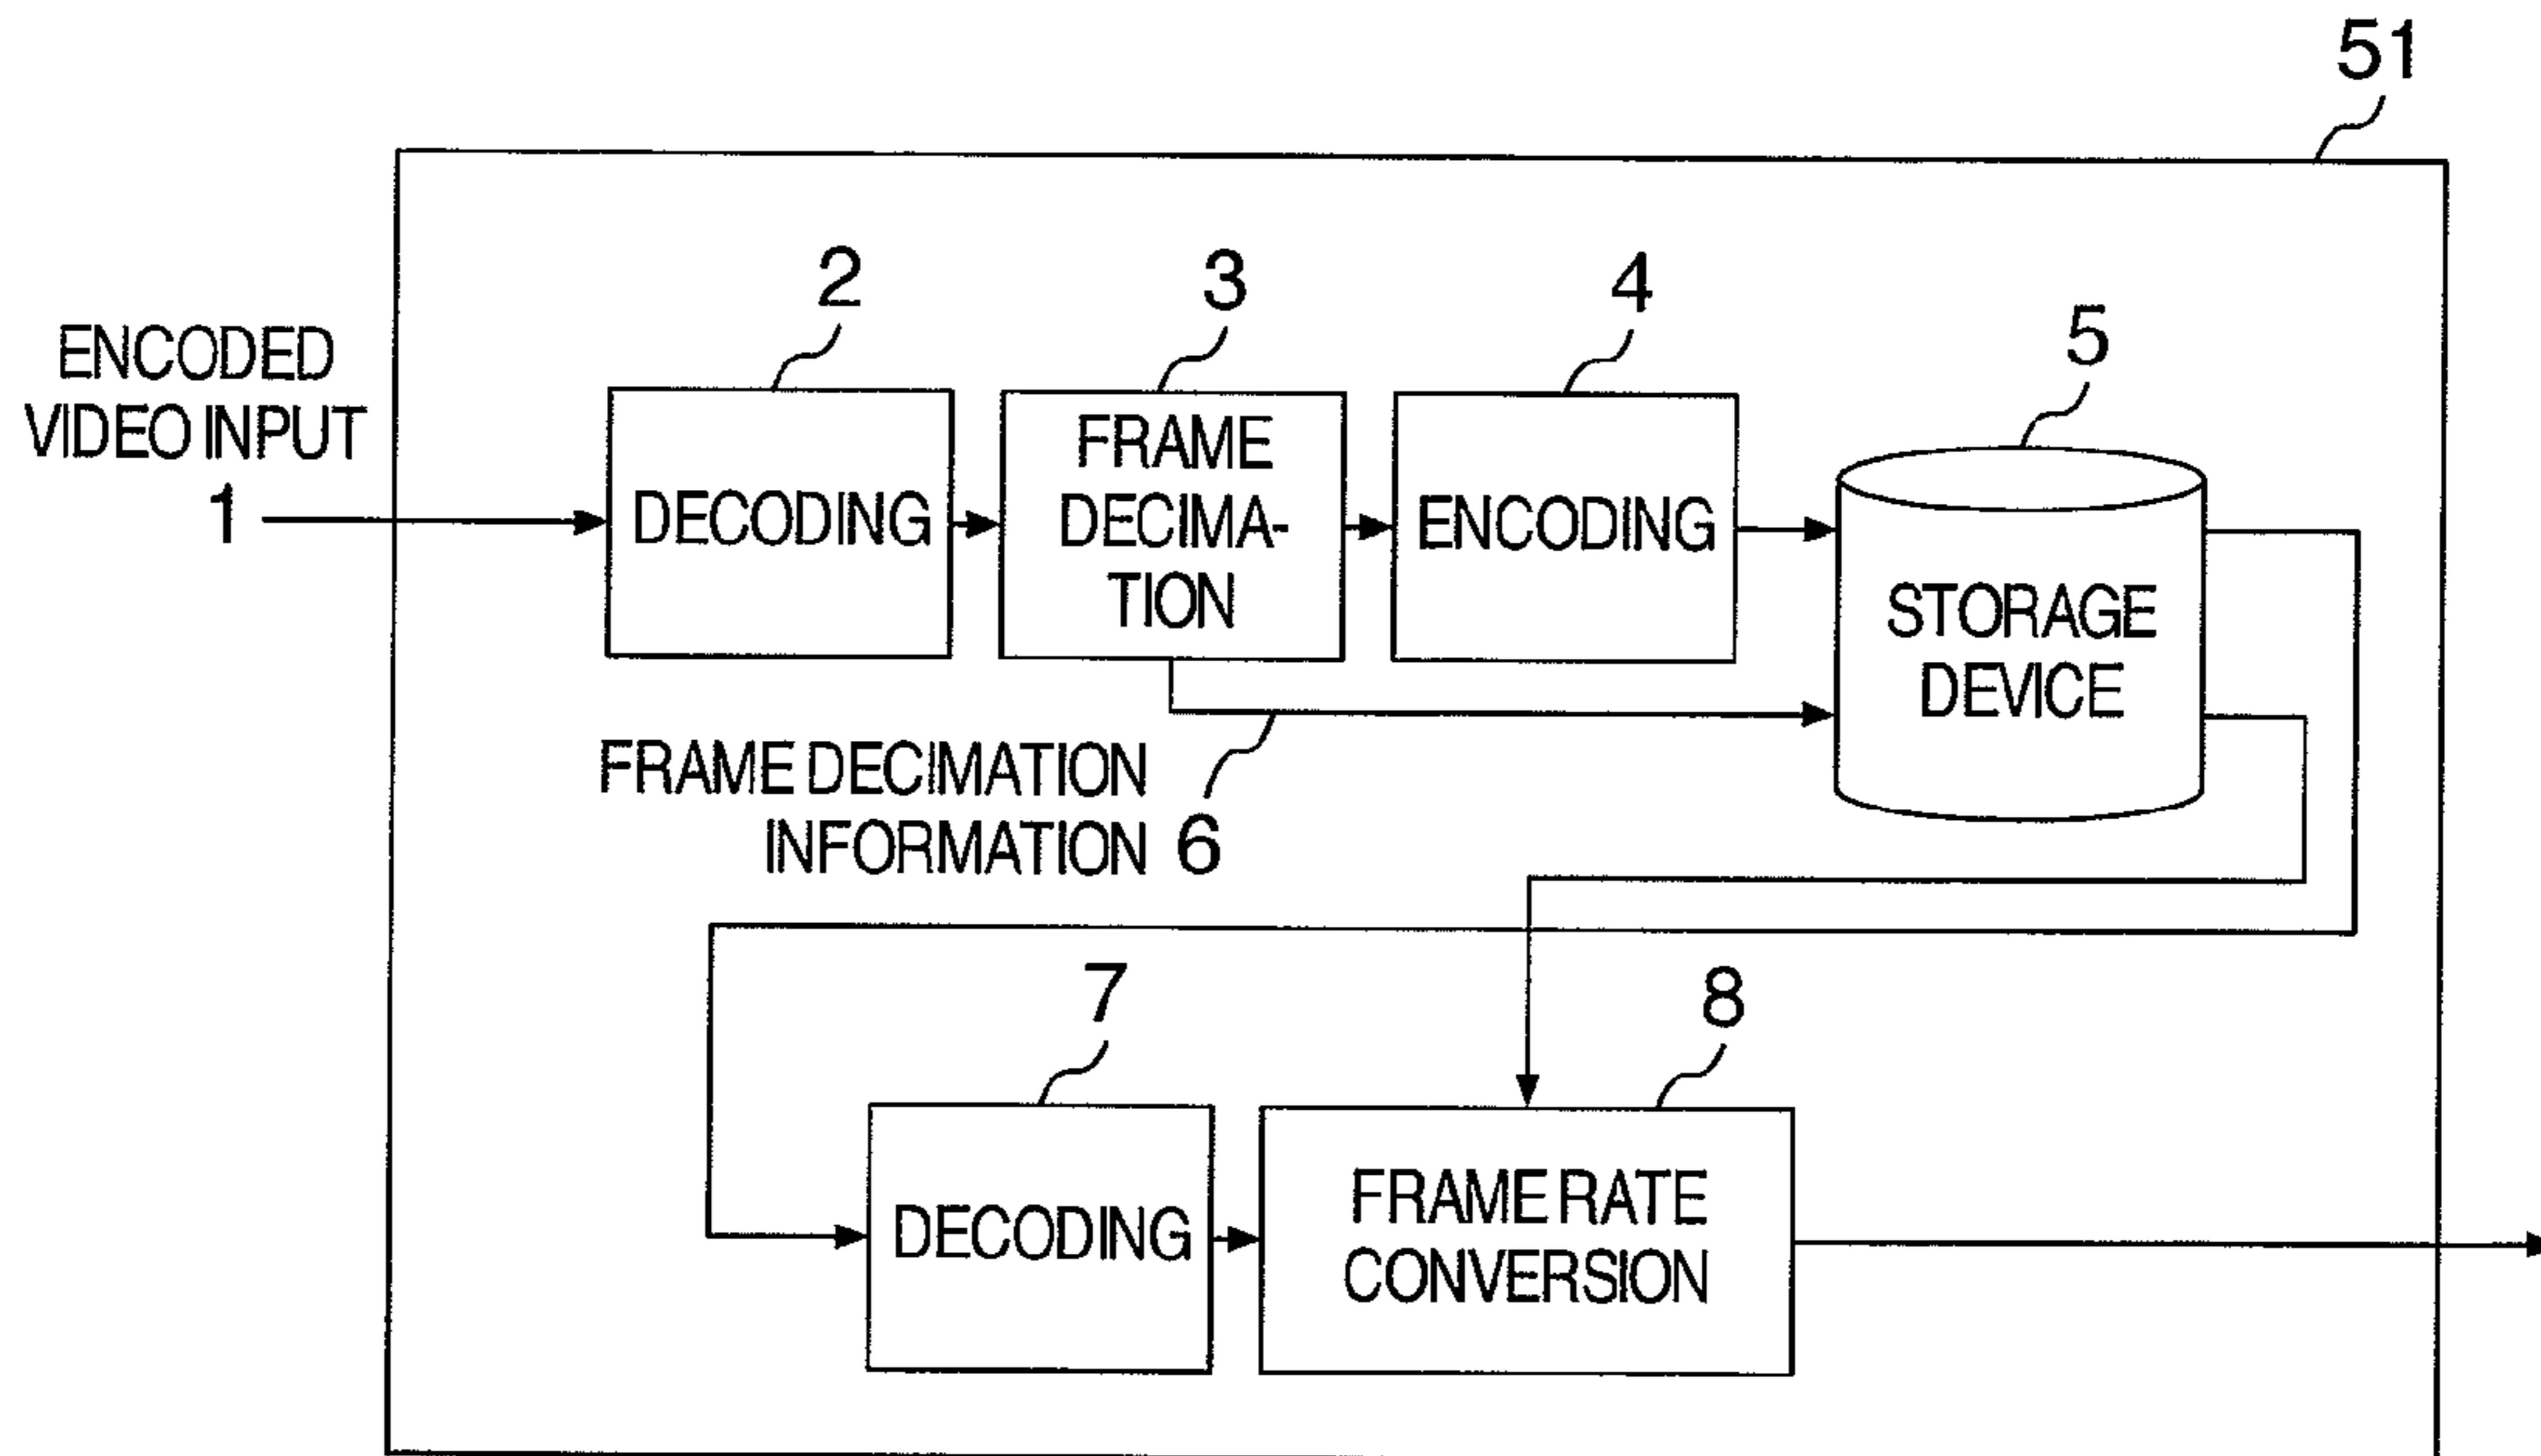 51
2
3
4
5
ENCODED
VIDEO INPUT
1
DECODING
FRAME
DECIMA-
TION
ENCODING
STORAGE
DEVICE
FRAME DECIMATION
INFORMATION 6
7
8
DECODING
FRAME RATE
CONVERSION